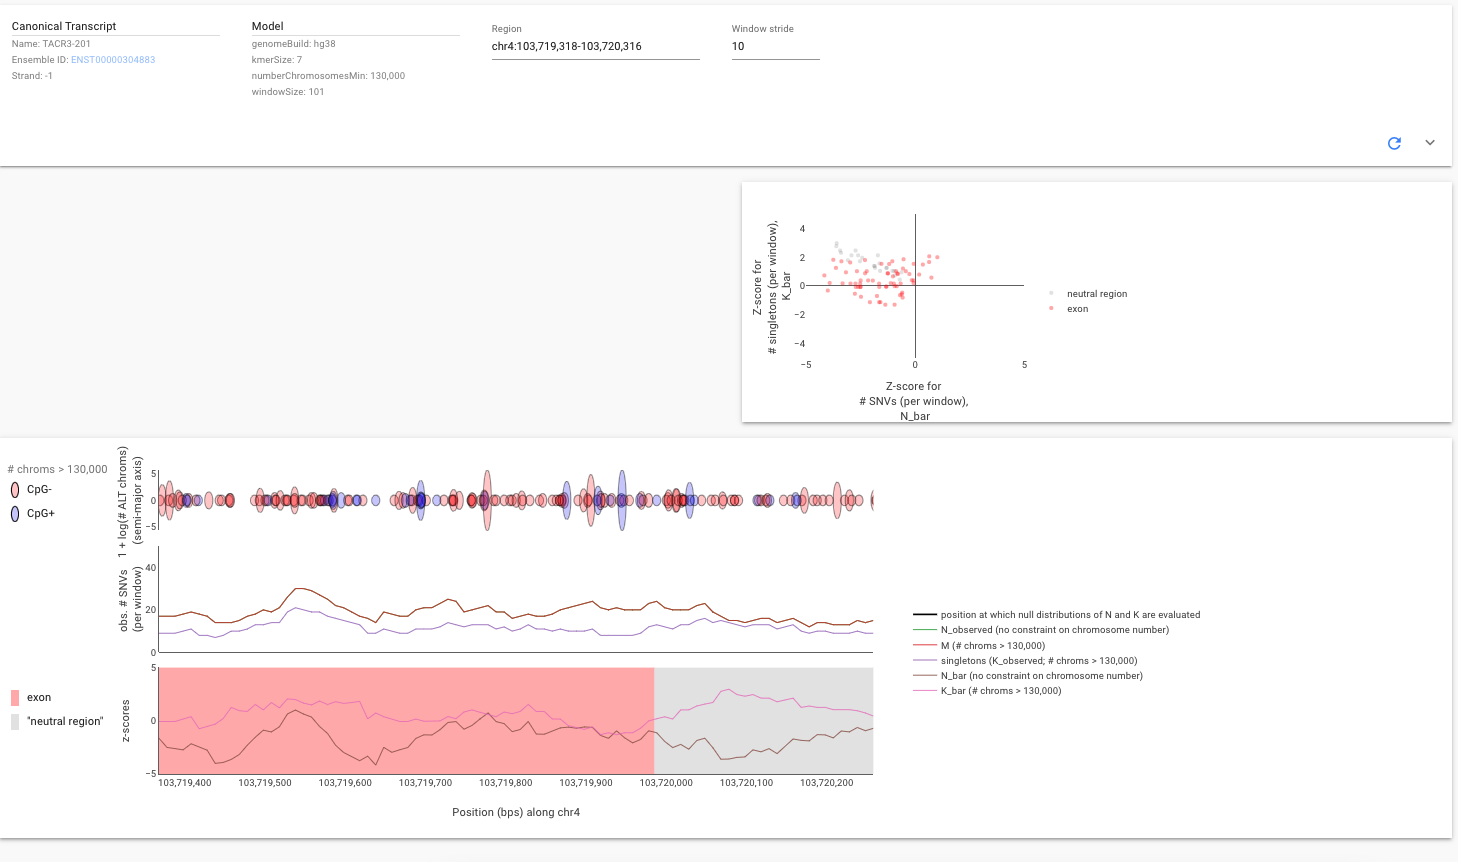 Canonical Transcript
Name: TACR3-201
Ensemble ID: ENST00000304883
Strand: -1
Model
genomeBuild: hg38
kmerSize: 7
numberChromosomesMin: 130,000
windowSize: 101
Region
chr4:103,719,318-103,720,316
Window stride
10
Z-score for
# singletons (per window),
K_bar
4
2
0
−2
−4
−5
0
5
Z-score for
# SNVs (per window),
N_bar
neutral region
exon
# chroms > 130,000
CpG-
CpG+
1 + log(# ALT chroms)
(semi-major axis)
5
0
−5
obs. # SNVs
(per window)
40
20
0
exon
"neutral region"
z-scores
5
0
−5
103,719,400
103,719,500
103,719,600
103,719,700
103,719,800
103,719,900
103,720,000
103,720,100
103,720,200
Position (bps) along chr4
position at which null distributions of N and K are evaluated
N_observed (no constraint on chromosome number)
M (# chroms > 130,000)
singletons (K_observed; # chroms > 130,000)
N_bar (no constraint on chromosome number)
K_bar (# chroms > 130,000)